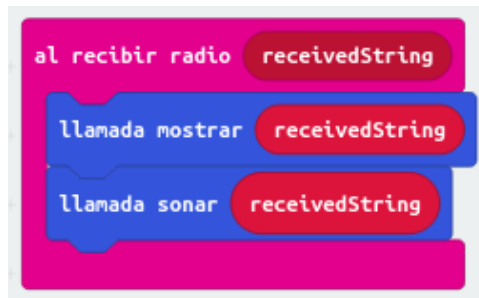 al recibir radio receivedString
llamada mostrar receivedString
llamada sonar receivedString